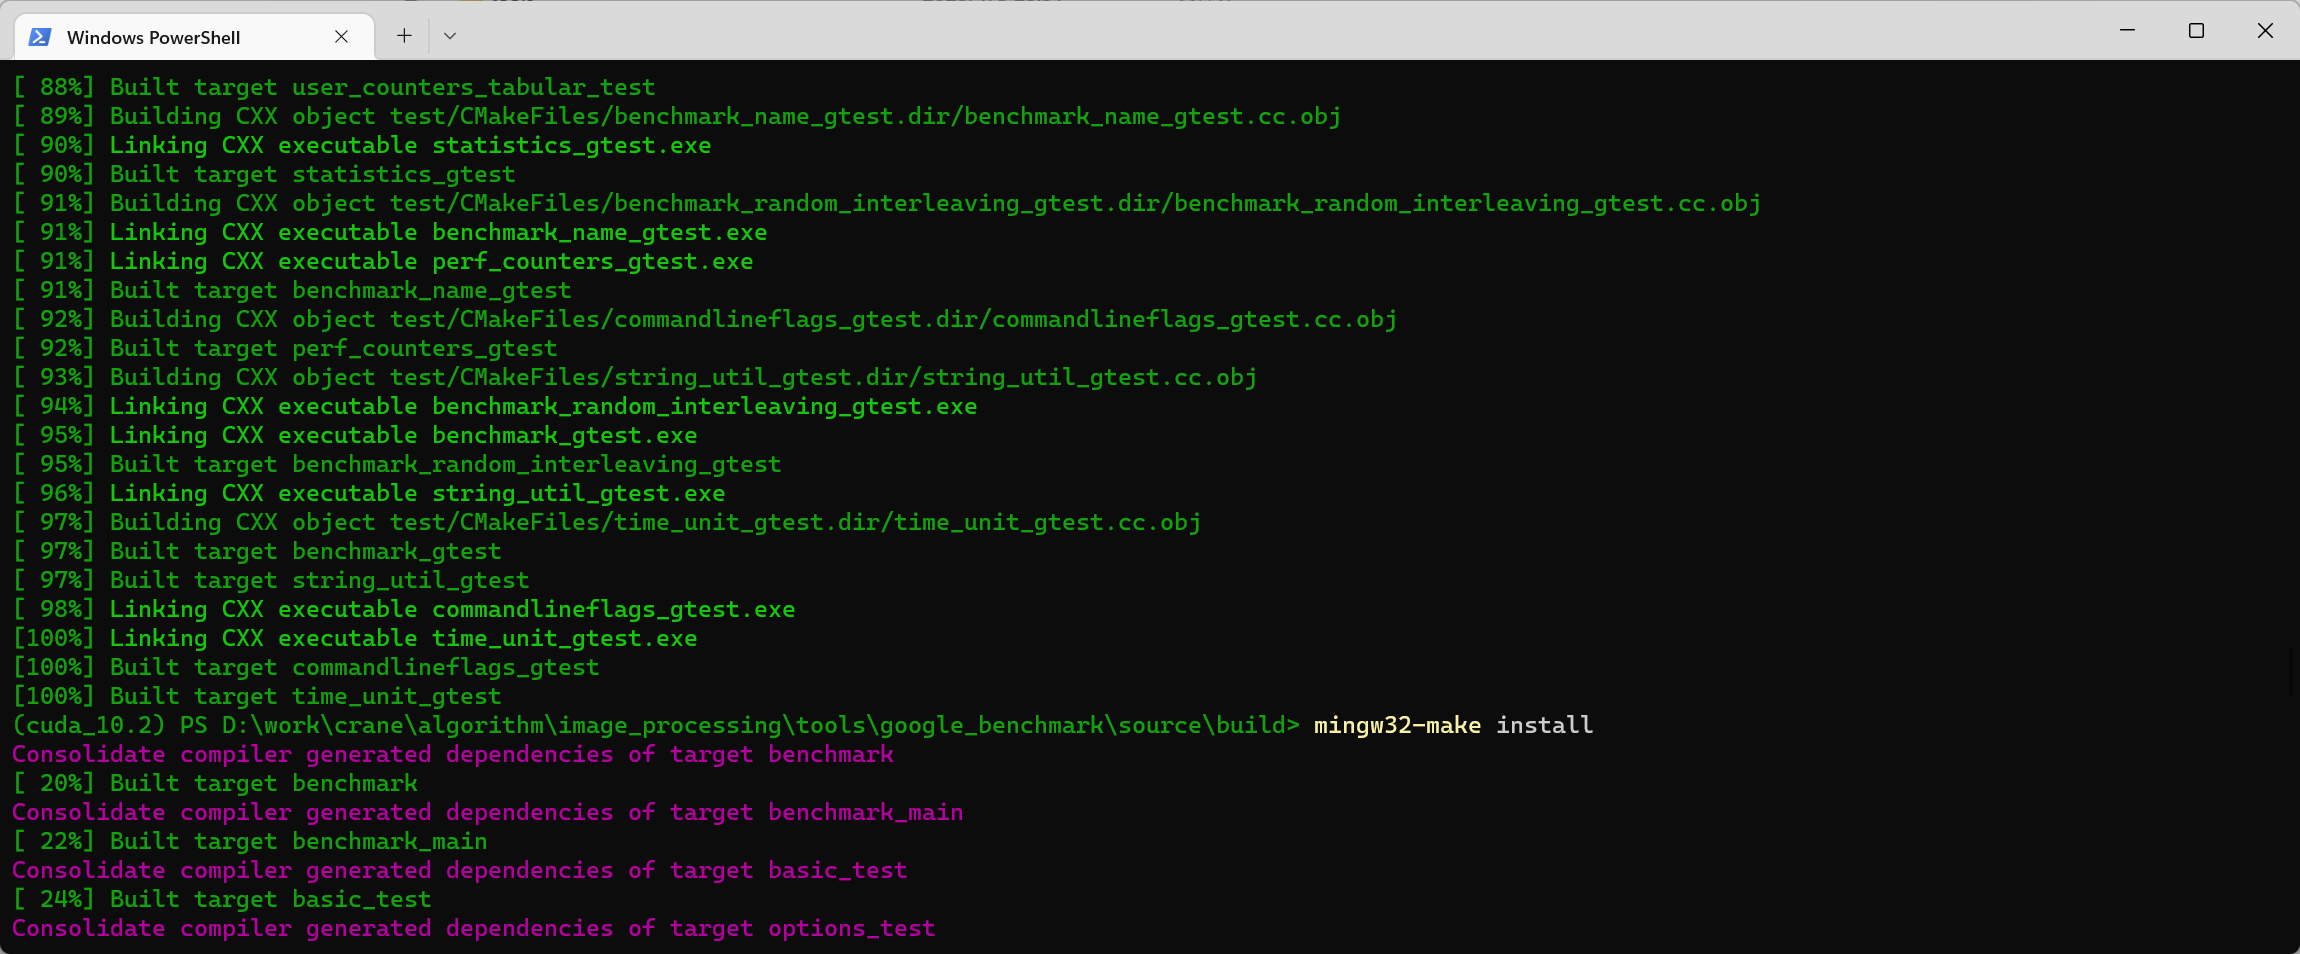 Windows PowerShell
[ 88%] Built target user_counters_tabular_test
[ 89%] Building CXX object test/CMakeFiles/benchmark_name_gtest.dir/benchmark_name_gtest.cc.obj
[ 90%] Linking CXX executable statistics_gtest.exe
[ 90%] Built target statistics_gtest
[ 91%] Building CXX object test/CMakeFiles/benchmark_random_interleaving_gtest.dir/benchmark_random_interleaving_gtest.cc.obj
[ 91%] Linking CXX executable benchmark_name_gtest.exe
[ 91%] Linking CXX executable perf_counters_gtest.exe
[ 91%] Built target benchmark_name_gtest
[ 92%] Building CXX object test/CMakeFiles/commandlineflags_gtest.dir/commandlineflags_gtest.cc.obj
[ 92%] Built target perf_counters_gtest
[ 93%] Building CXX object test/CMakeFiles/string_util_gtest.dir/string_util_gtest.cc.obj
[ 94%] Linking CXX executable benchmark_random_interleaving_gtest.exe
[ 95%] Linking CXX executable benchmark_gtest.exe
[ 95%] Built target benchmark_random_interleaving_gtest
[ 96%] Linking CXX executable string_util_gtest.exe
[ 97%] Building CXX object test/CMakeFiles/time_unit_gtest.dir/time_unit_gtest.cc.obj
[ 97%] Built target benchmark_gtest
[ 97%] Built target string_util_gtest
[ 98%] Linking CXX executable commandlineflags_gtest.exe
[100%] Linking CXX executable time_unit_gtest.exe
[100%] Built target commandlineflags_gtest
[100%] Built target time_unit_gtest
(cuda_10.2) PS D:\work\crane\algorithm\image_processing\tools\google_benchmark\source\build> mingw32-make install
Consolidate compiler generated dependencies of target benchmark
[ 20%] Built target benchmark
Consolidate compiler generated dependencies of target benchmark_main
[ 22%] Built target benchmark_main
Consolidate compiler generated dependencies of target basic_test
[ 24%] Built target basic_test
Consolidate compiler generated dependencies of target options_test